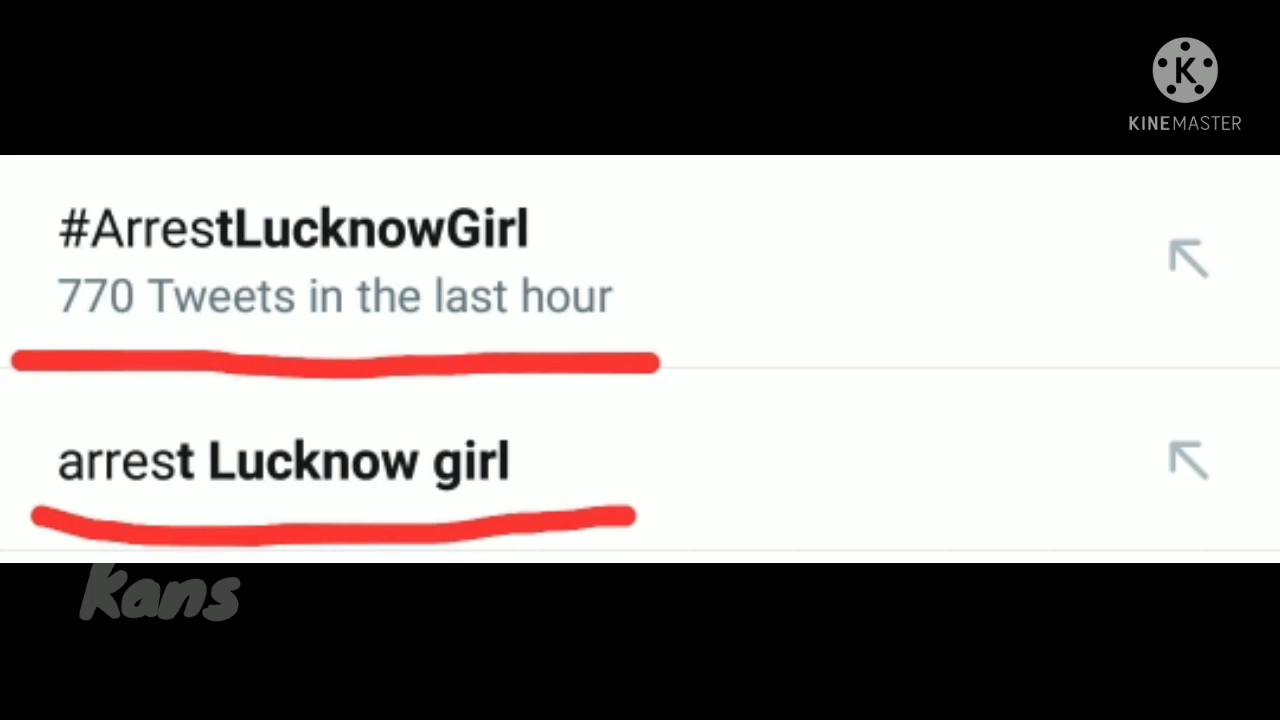 K
KINEMASTER
#ArrestLucknowGirl
770 Tweets in the last hour
arrest Lucknow girl
kans